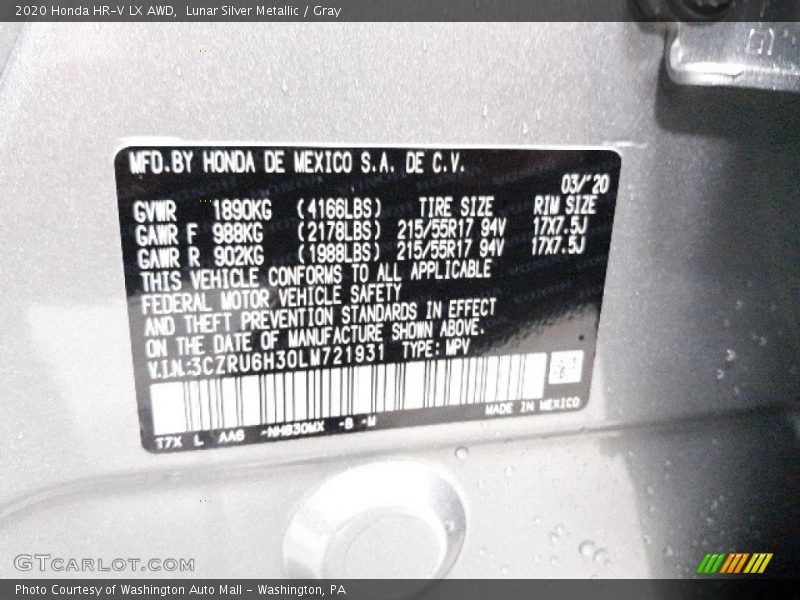 2020 Honda HR-V LX AWD, Lunar Silver Metallic / Gray
MFD.BY HONDA DE MEXICO S.A. DE C.V.
03/'20
GVWR 1890KG (4166LBS) TIRE SIZE RIM SIZE
GAWR F 988KG (2178LBS) 215/55R17 94V 17X7.5J
GAWR R 902KG (1988LBS) 215/55R17 94V 17X7.5J
THIS VEHICLE CONFORMS TO ALL APPLICABLE
FEDERAL MOTOR VEHICLE SAFETY
AND THEFT PREVENTION STANDARDS IN EFFECT
ON THE DATE OF MANUFACTURE SHOWN ABOVE.
V.I.N:3CZRU6H30LM721931 TYPE:MPV
T7X L AA6 -NH830MX -B -M MADE IN MEXICO
GTCARLOT.COM
Photo Courtesy of Washington Auto Mall - Washington, PA